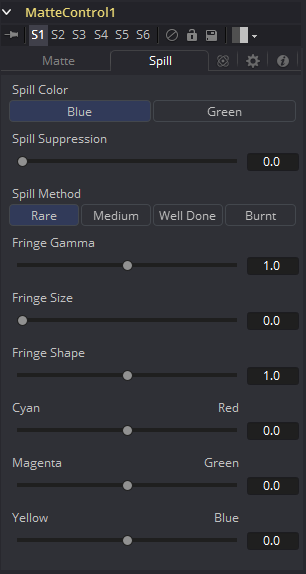 MatteControl1
S1 S2 S3 S4 S5 S6
Matte Spill
Spill Color
Blue Green
Spill Suppression
0.0
Spill Method
Rare Medium Well Done Burnt
Fringe Gamma
1.0
Fringe Size
0.0
Fringe Shape
1.0
Cyan Red
0.0
Magenta Green
0.0
Yellow Blue
0.0